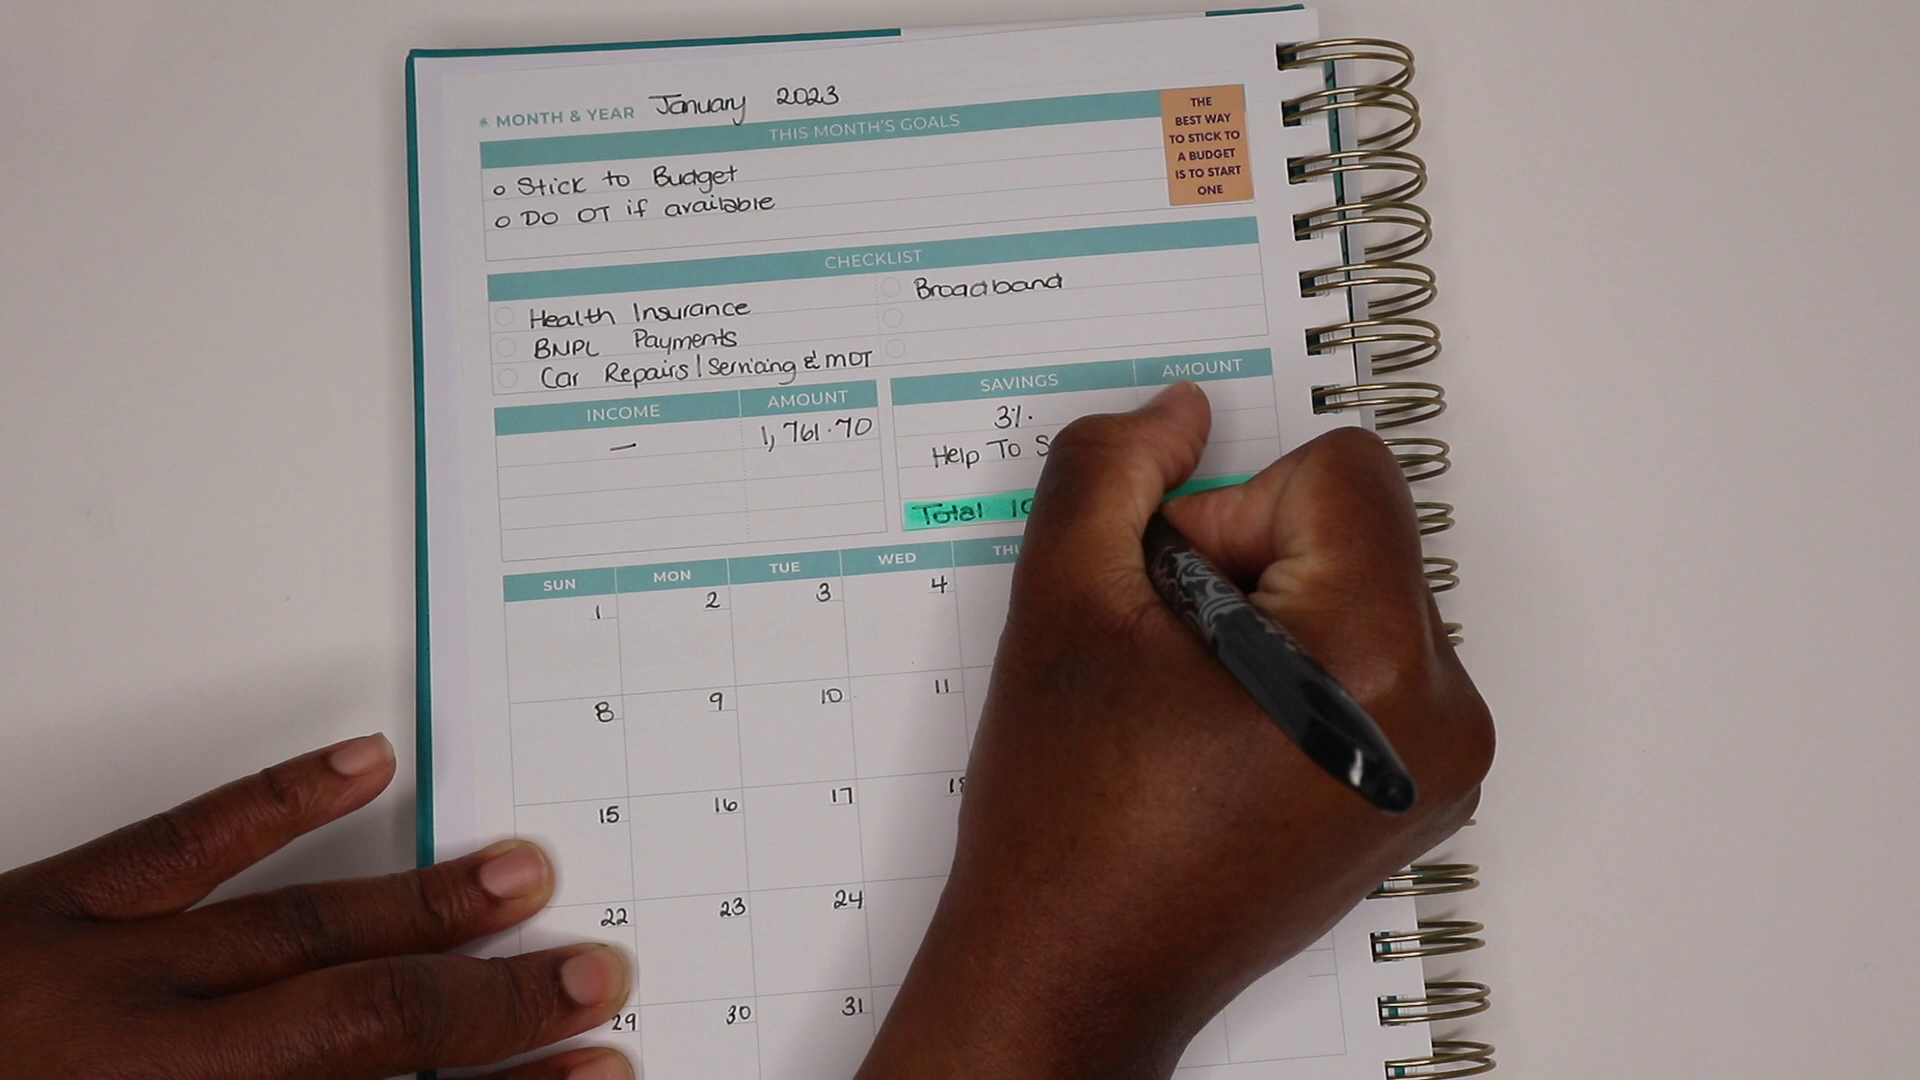 MONTH & YEAR January 2023
THIS MONTH'S GOALS
THE
BEST WAY
TO STICK TO
A BUDGET
IS TO START
ONE
o Stick to Budget
o DO OT if available
CHECKLIST
Health Insurance
BNPL Payments
Car Repairs | Servicing & MOT
Broadband
INCOME AMOUNT
— 1,761.70
SAVINGS AMOUNT
3%.
Help To
Total
SUN MON TUE WED
1 2 3 4
8 9 10 11
15 16 17 18
22 23 24
29 30 31